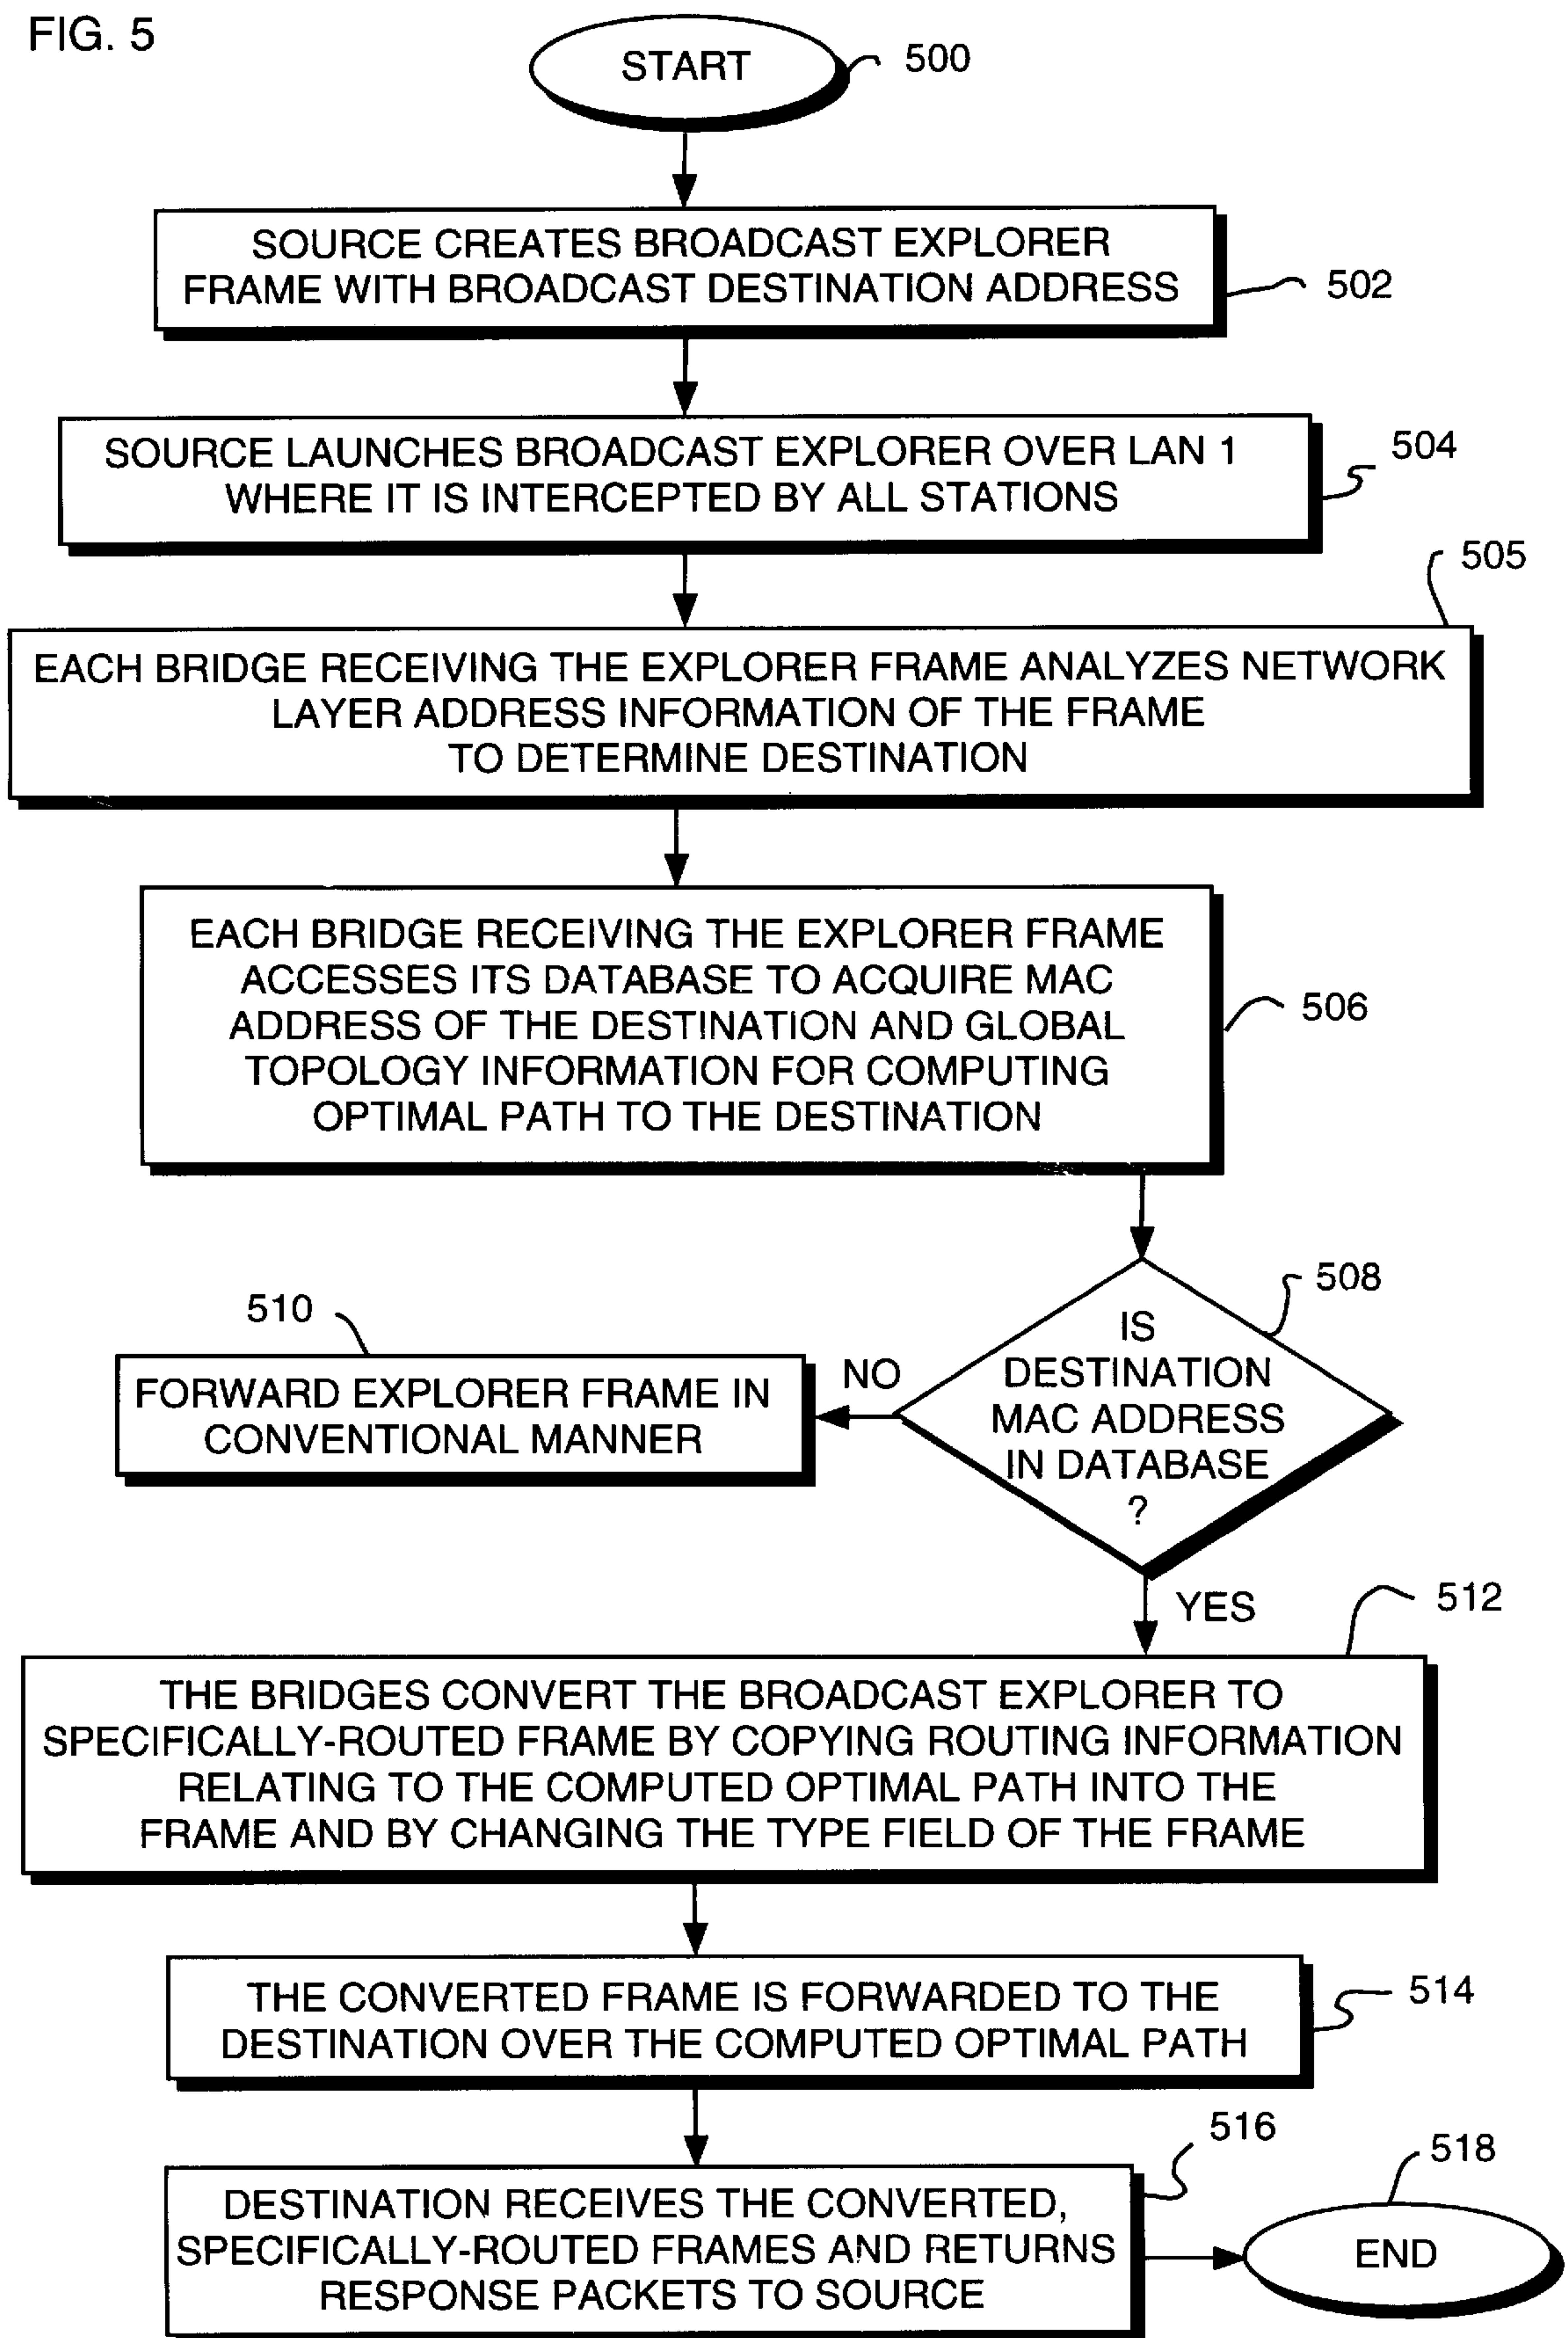 FIG. 5
START
500
SOURCE CREATES BROADCAST EXPLORER
FRAME WITH BROADCAST DESTINATION ADDRESS
502
SOURCE LAUNCHES BROADCAST EXPLORER OVER LAN 1
WHERE IT IS INTERCEPTED BY ALL STATIONS
504
505
EACH BRIDGE RECEIVING THE EXPLORER FRAME ANALYZES NETWORK
LAYER ADDRESS INFORMATION OF THE FRAME
TO DETERMINE DESTINATION
EACH BRIDGE RECEIVING THE EXPLORER FRAME
ACCESSES ITS DATABASE TO ACQUIRE MAC
ADDRESS OF THE DESTINATION AND GLOBAL
TOPOLOGY INFORMATION FOR COMPUTING
OPTIMAL PATH TO THE DESTINATION
506
508
IS
DESTINATION
MAC ADDRESS
IN DATABASE
?
NO
510
FORWARD EXPLORER FRAME IN
CONVENTIONAL MANNER
YES
512
THE BRIDGES CONVERT THE BROADCAST EXPLORER TO
SPECIFICALLY-ROUTED FRAME BY COPYING ROUTING INFORMATION
RELATING TO THE COMPUTED OPTIMAL PATH INTO THE
FRAME AND BY CHANGING THE TYPE FIELD OF THE FRAME
THE CONVERTED FRAME IS FORWARDED TO THE
DESTINATION OVER THE COMPUTED OPTIMAL PATH
514
516
DESTINATION RECEIVES THE CONVERTED,
SPECIFICALLY-ROUTED FRAMES AND RETURNS
RESPONSE PACKETS TO SOURCE
518
END